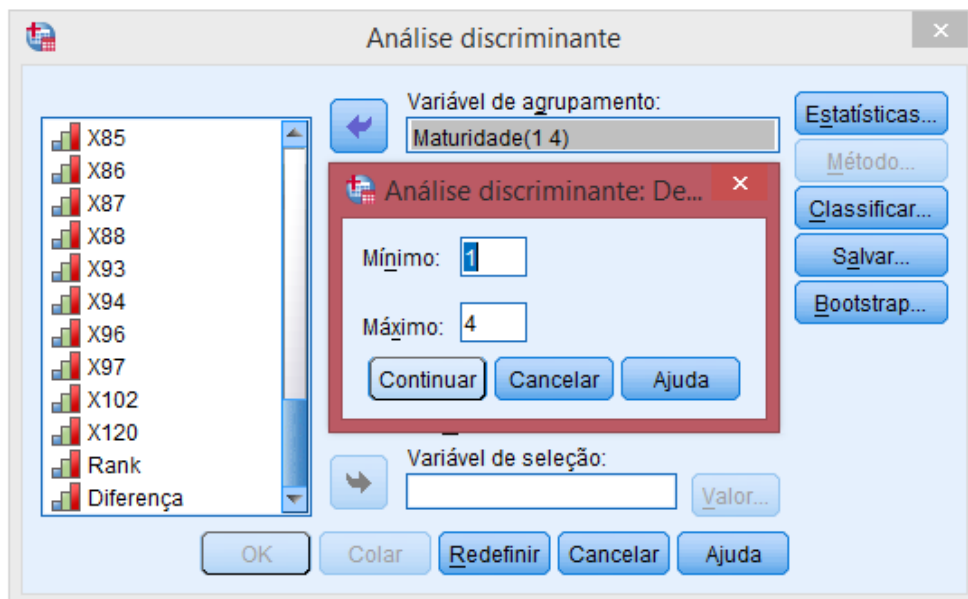 Análise discriminante
X85
X86
X87
X88
X93
X94
X96
X97
X102
X120
Rank
Diferença
Variável de agrupamento:
Maturidade(1 4)
Análise discriminante: De...
Mínimo: 1
Máximo: 4
Continuar Cancelar Ajuda
Variável de seleção:
Valor...
Estatísticas...
Método...
Classificar...
Salvar...
Bootstrap...
OK Colar Redefinir Cancelar Ajuda